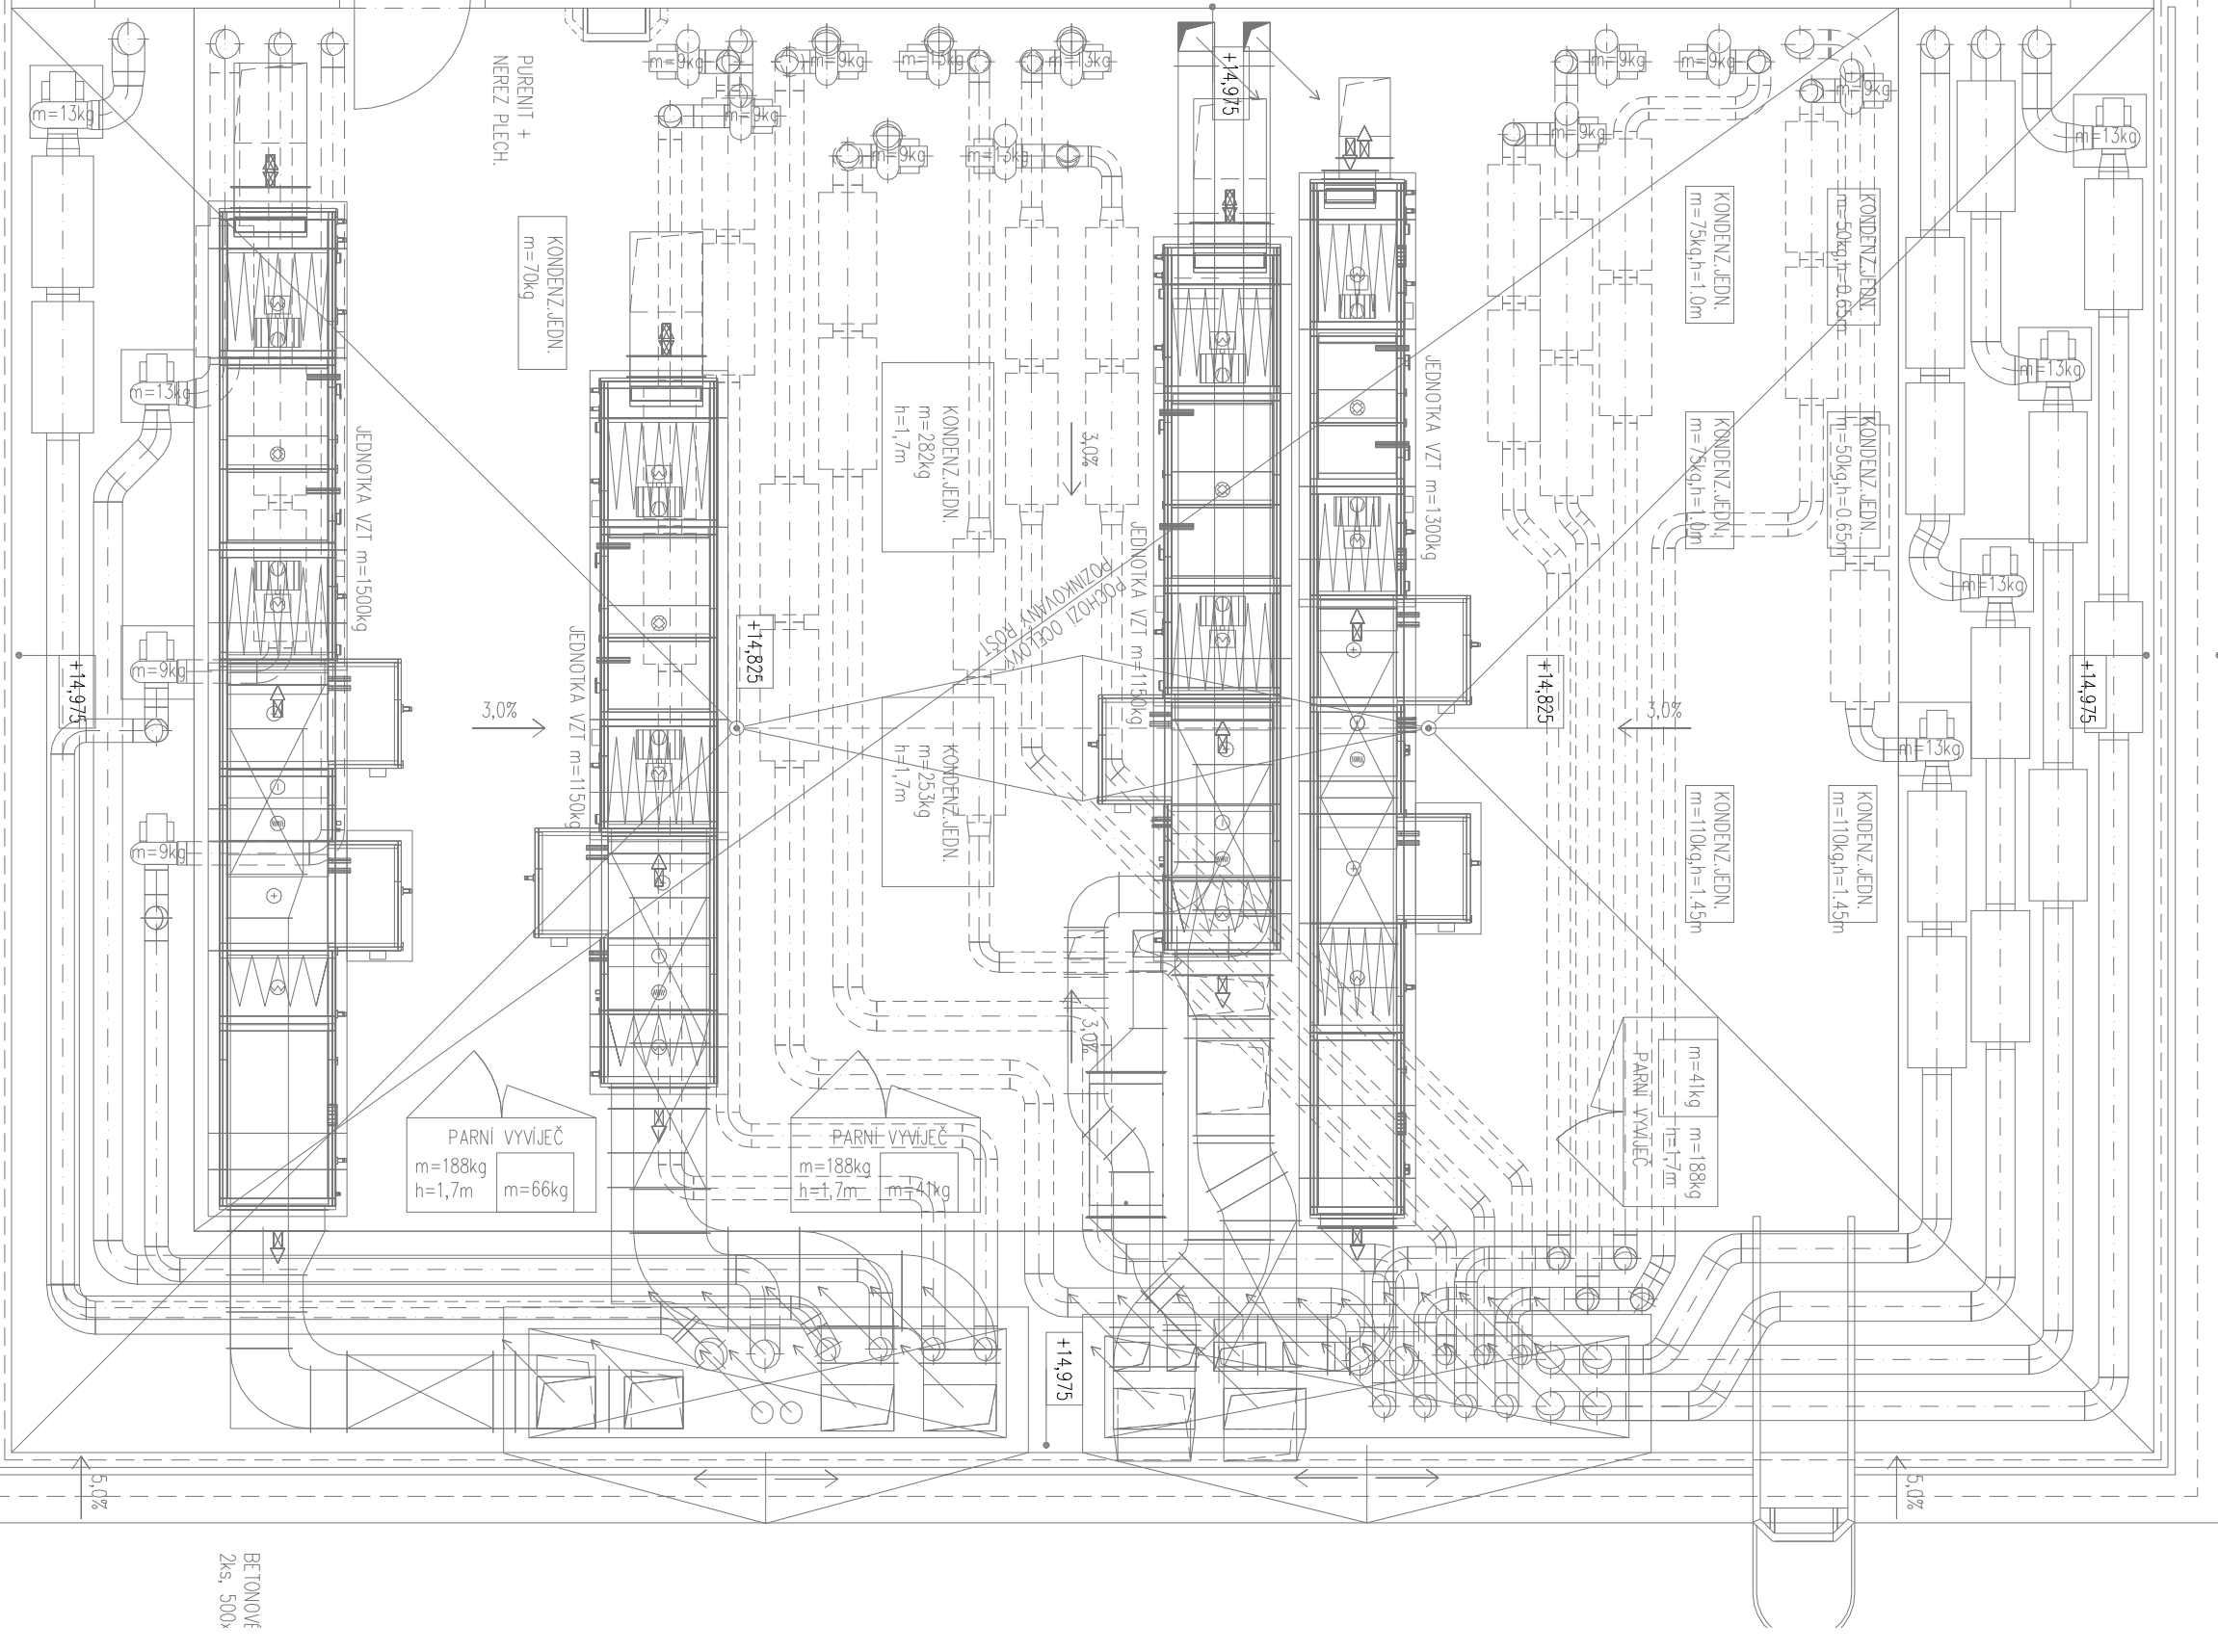 m=9kg
m=9kg
m=13kg
m=13kg
m=9kg
m=9kg
m=9kg
m=13kg
m=9kg
m=9kg
m=13kg
m=9kg
m=13kg
m=9kg
m=13kg
PURENIT +
NEREZ PLECH.
+14,975
KONDENZ.JEDN.
m=70kg
KONDENZ.JEDN.
m=75kg,h=1.0m
KONDENZ.JEDN.
m=50kg,h=0.65m
m=13kg
m=13kg
KONDENZ.JEDN.
m=282kg
h=1,7m
3,0%
JEDNOTKA VZT m=1300kg
KONDENZ.JEDN.
m=75kg,h=1.0m
KONDENZ.JEDN.
m=50kg,h=0.65m
JEDNOTKA VZT m=1500kg
m=13kg
POCHOZÍ OCELOVÝ
POZINKOVANÝ ROŠT
JEDNOTKA VZT m=1150kg
JEDNOTKA VZT m=1150kg
m=9kg
+14,975
+14,825
+14,825
+14,975
3,0%
3,0%
KONDENZ.JEDN.
m=253kg
h=1,7m
m=13kg
KONDENZ.JEDN.
m=110kg,h=1.45m
KONDENZ.JEDN.
m=110kg,h=1.45m
m=9kg
3,0%
PARNÍ VYVÍJEČ
m=188kg
h=1,7m
m=66kg
PARNÍ VYVÍJEČ
m=188kg
h=1,7m
m=41kg
PARNÍ VYVÍJEČ
m=188kg
h=1,7m
m=41kg
+14,975
5,0%
5,0%
BETONOVÉ
2ks, 500x